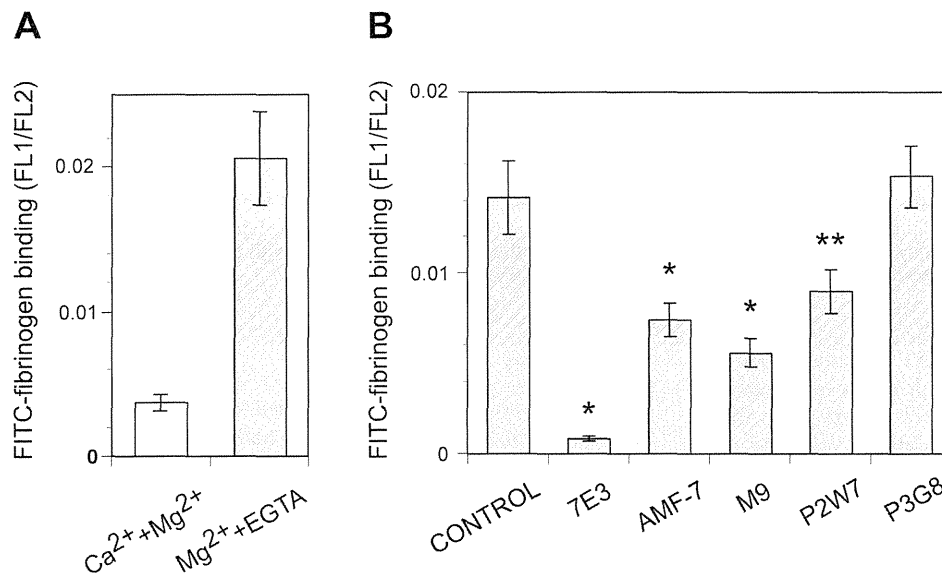 A
FITC-fibrinogen binding (FL1/FL2)
0.02
0.01
0
Ca2++Mg2+
Mg2++EGTA
B
FITC-fibrinogen binding (FL1/FL2)
0.02
0.01
0
*
*
*
**
CONTROL
7E3
AMF-7
M9
P2W7
P3G8